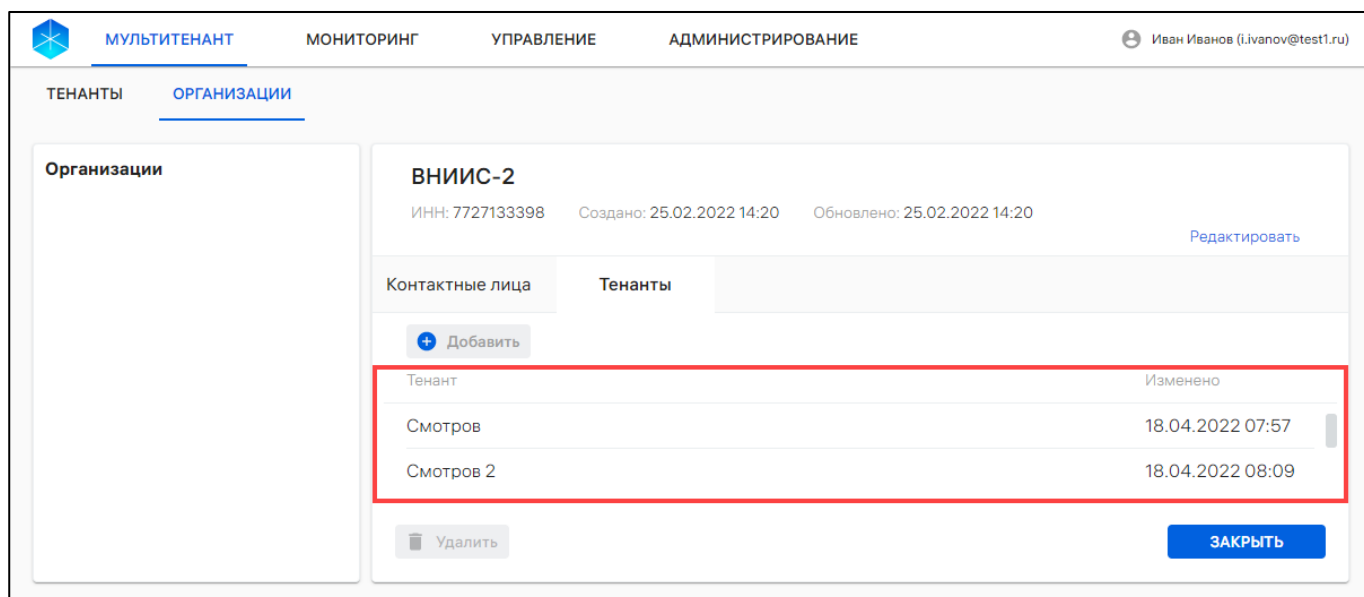 МУЛЬТИТЕНАНТ МОНИТОРИНГ УПРАВЛЕНИЕ АДМИНИСТРИРОВАНИЕ Иван Иванов (i.ivanov@test1.ru)
ТЕНАНТЫ ОРГАНИЗАЦИИ
Организации
ВНИИС-2
ИНН: 7727133398 Создано: 25.02.2022 14:20 Обновлено: 25.02.2022 14:20
Редактировать
Контактные лица Тенанты
Добавить
Тенант Изменено
Смотров 18.04.2022 07:57
Смотров 2 18.04.2022 08:09
Удалить ЗАКРЫТЬ